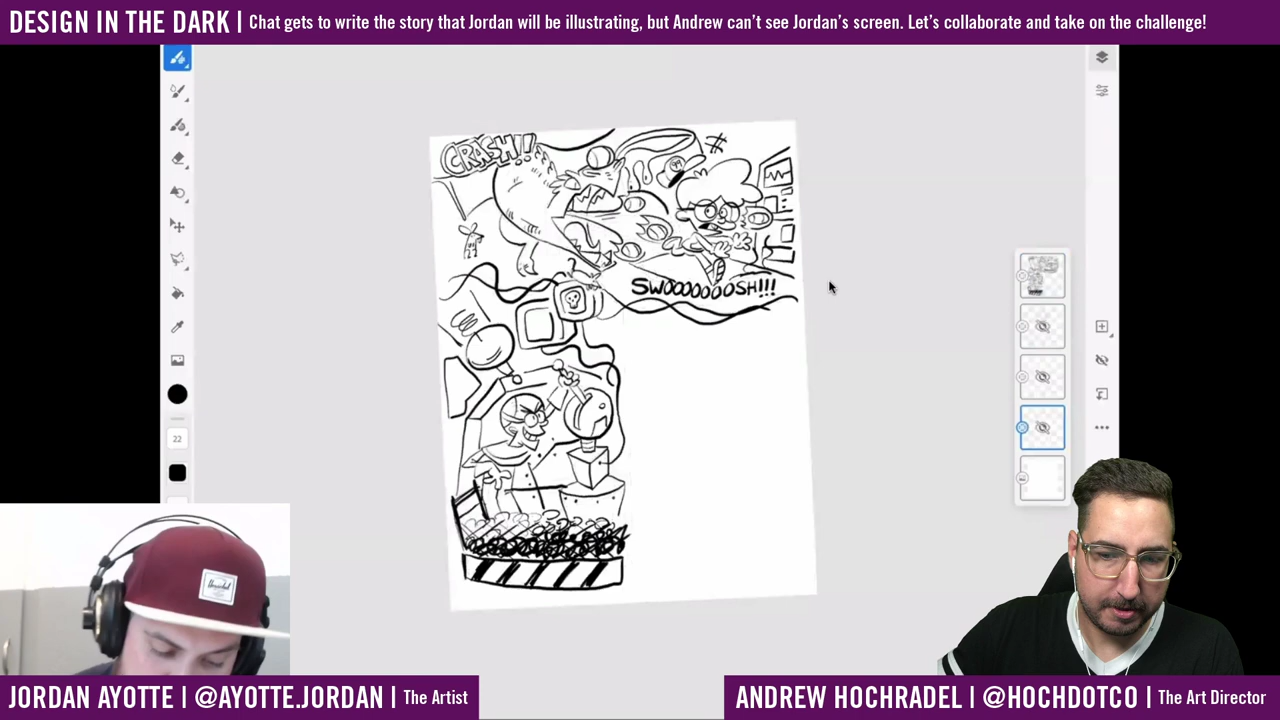 DESIGN IN THE DARK | Chat gets to write the story that Jordan will be illustrating, but Andrew can't see Jordan's screen. Let's collaborate and take on the challenge!
CRASH!!
#
SWOOOOOOOSH!!!
22
Herschel
JORDAN AYOTTE | @AYOTTE.JORDAN | The Artist
ANDREW HOCHRADEL | @HOCHDOTCO | The Art Director